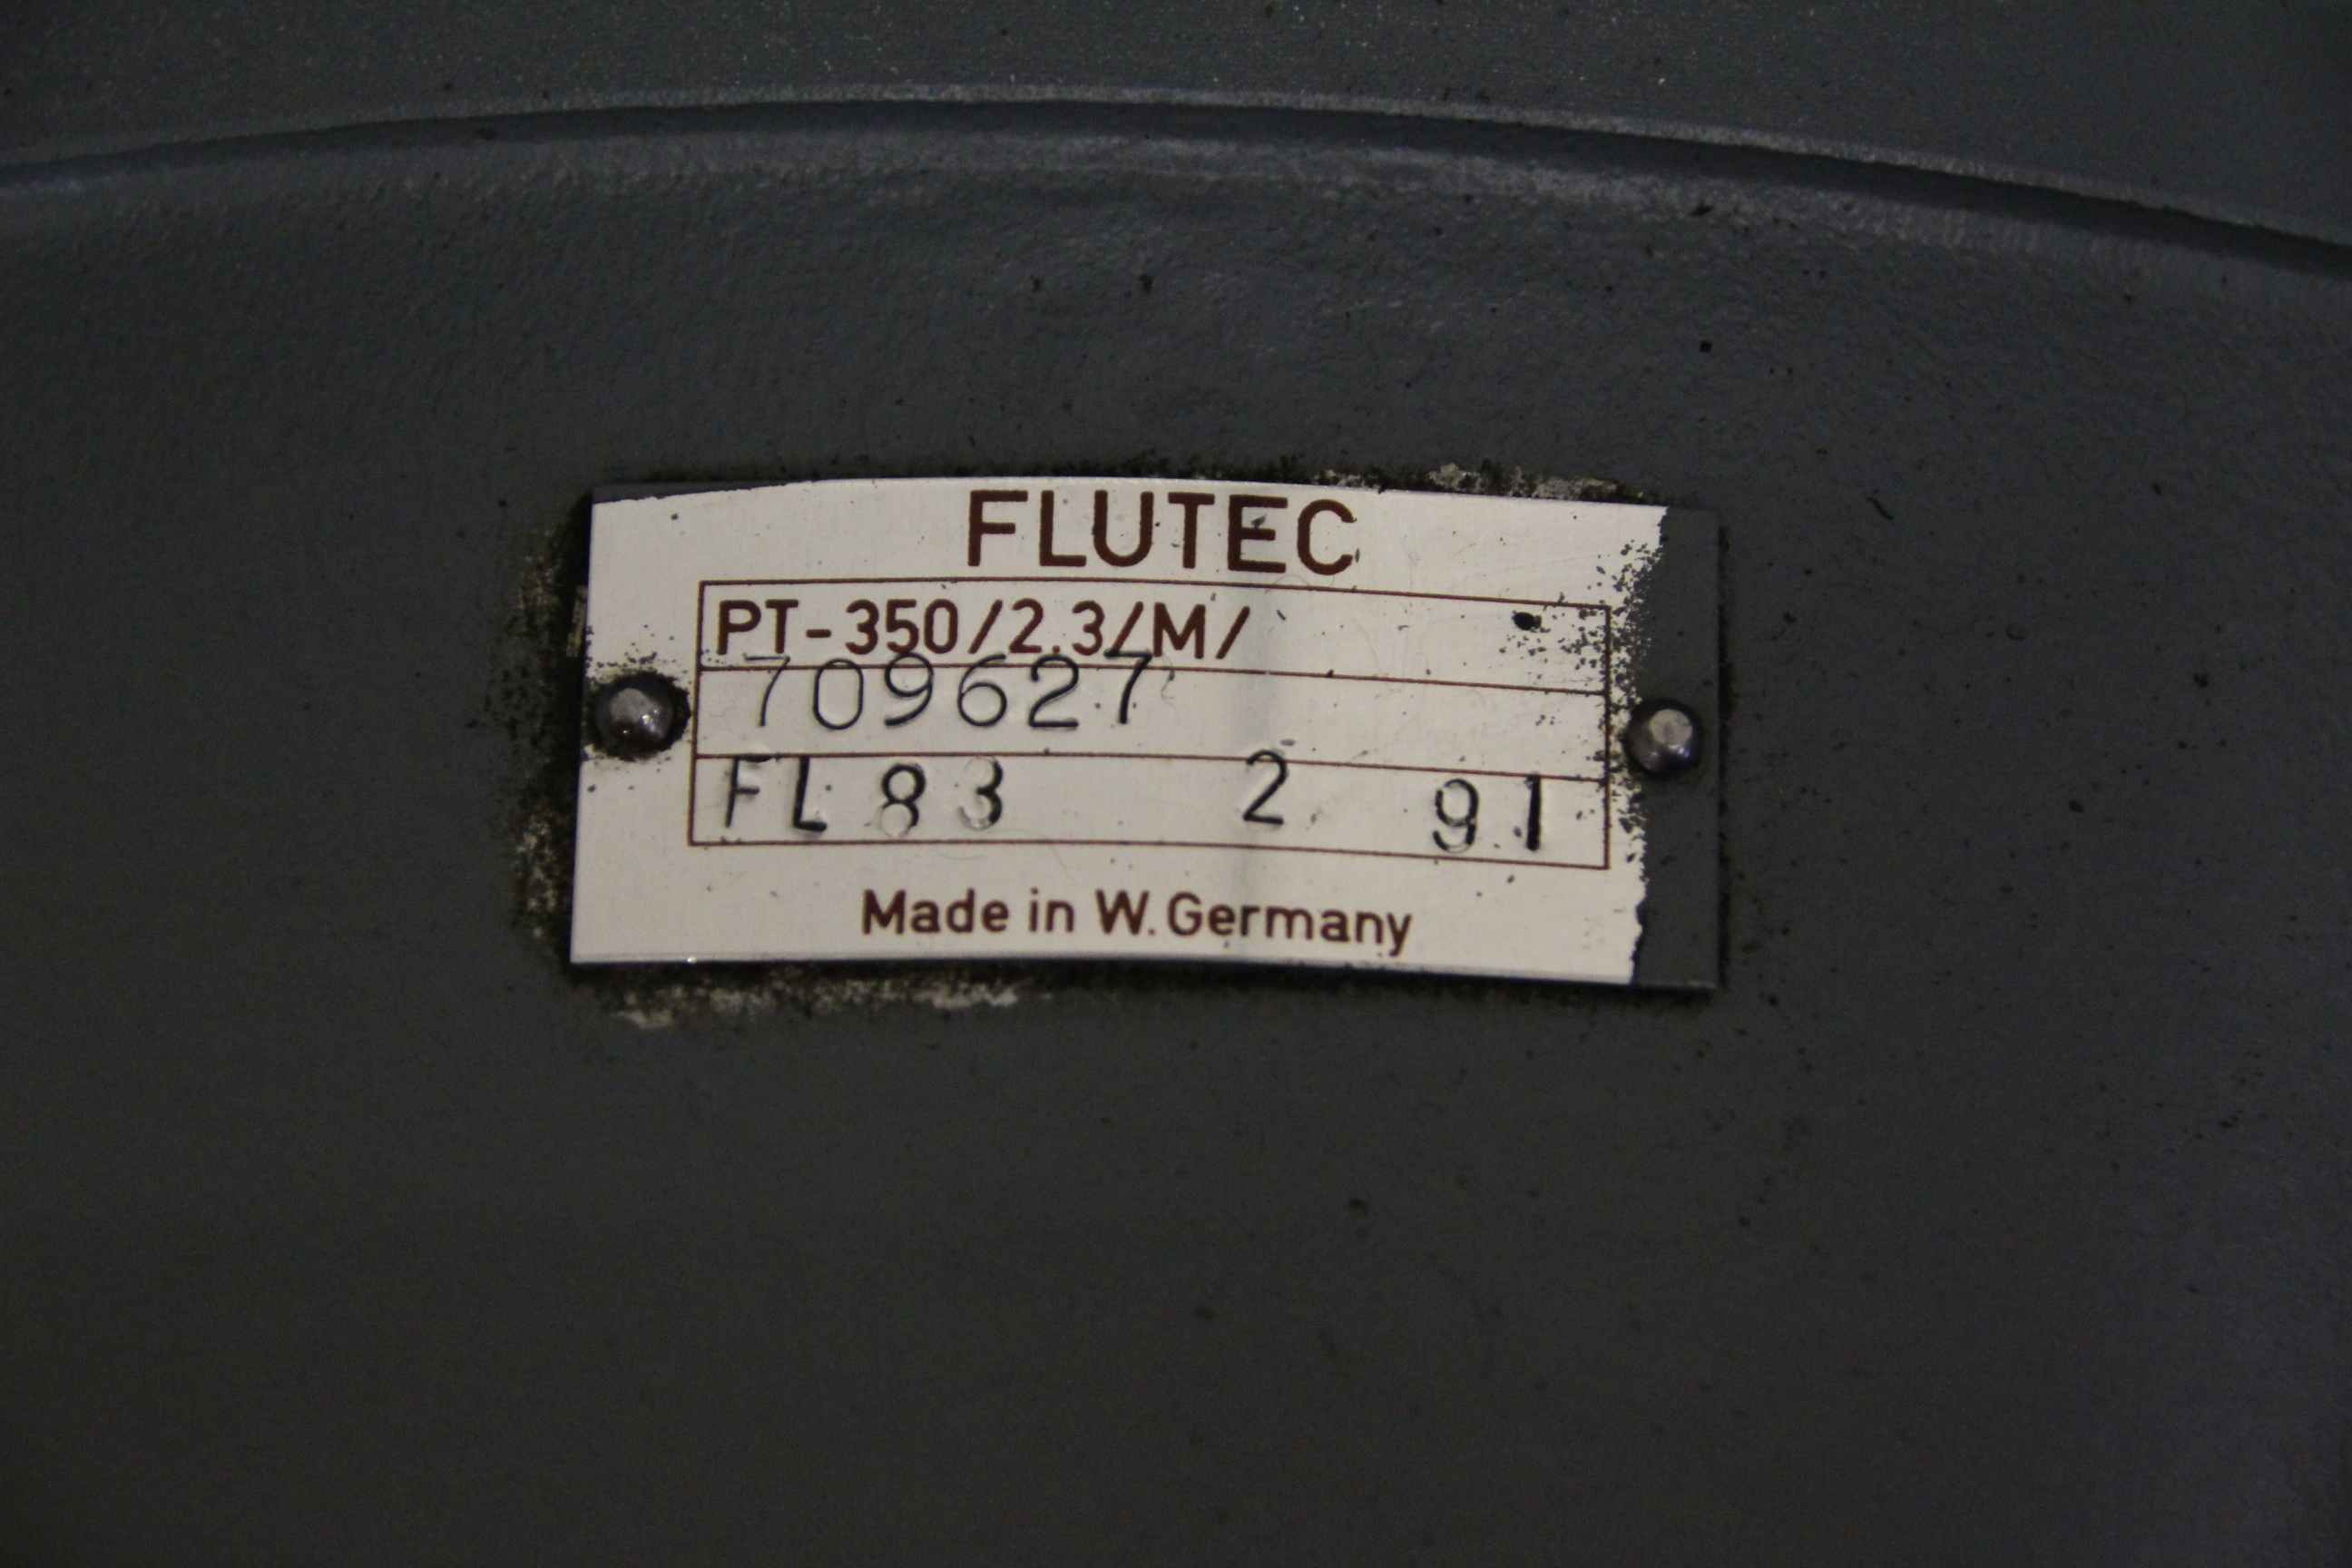 FLUTEC
PT-350/2.3/M/
709627
FL 83 2 91
Made in W. Germany